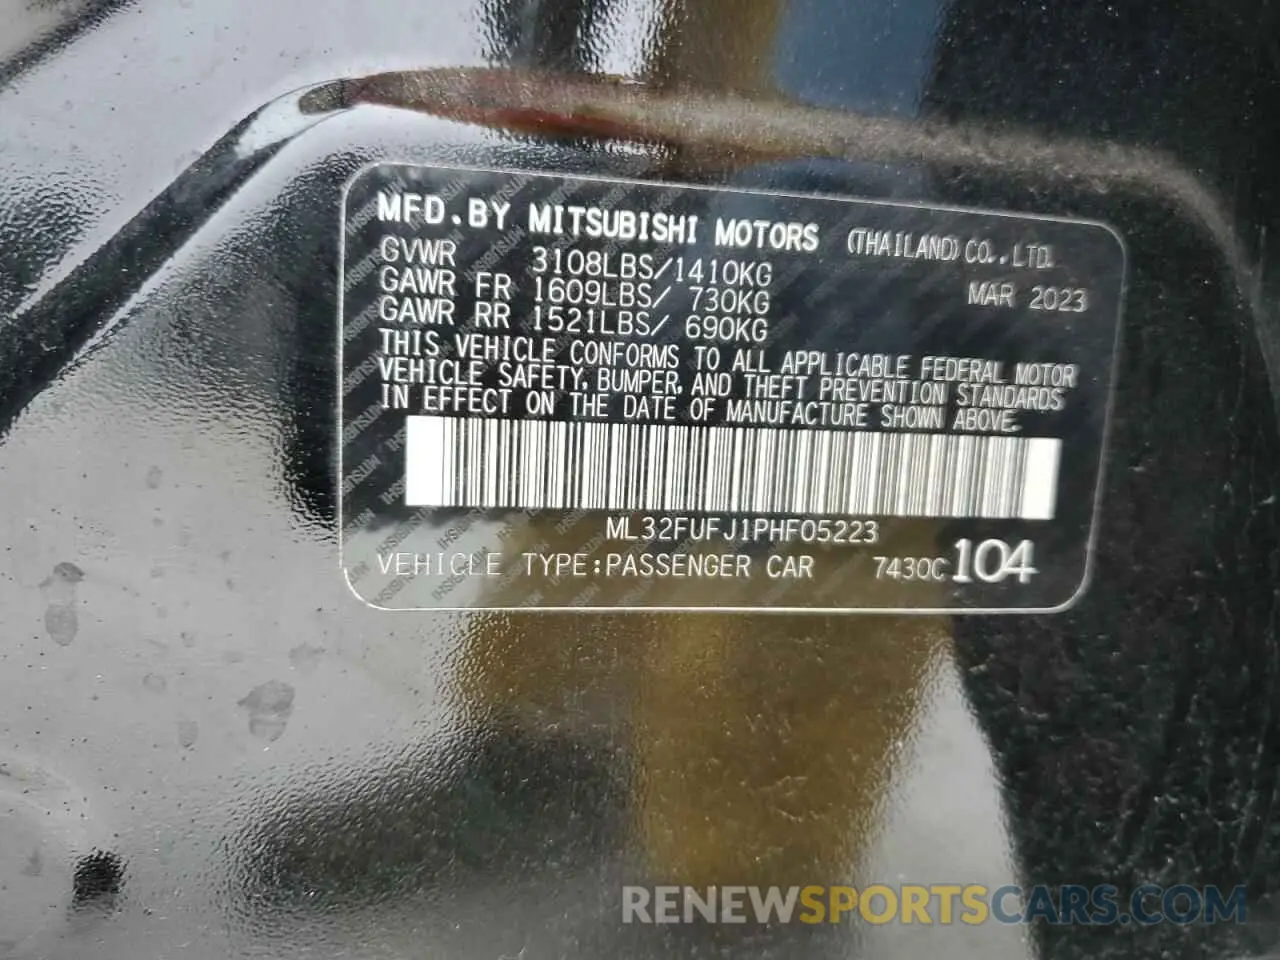 MFD.BY MITSUBISHI MOTORS (THAILAND) CO.,LTD.
GVWR 3108LBS/1410KG
GAWR FR 1609LBS/ 730KG MAR 2023
GAWR RR 1521LBS/ 690KG
THIS VEHICLE CONFORMS TO ALL APPLICABLE FEDERAL MOTOR
VEHICLE SAFETY, BUMPER, AND THEFT PREVENTION STANDARDS
IN EFFECT ON THE DATE OF MANUFACTURE SHOWN ABOVE.
ML32FUFJ1PHF05223
VEHICLE TYPE:PASSENGER CAR 7430C104
RENEWSPORTSCARS.COM